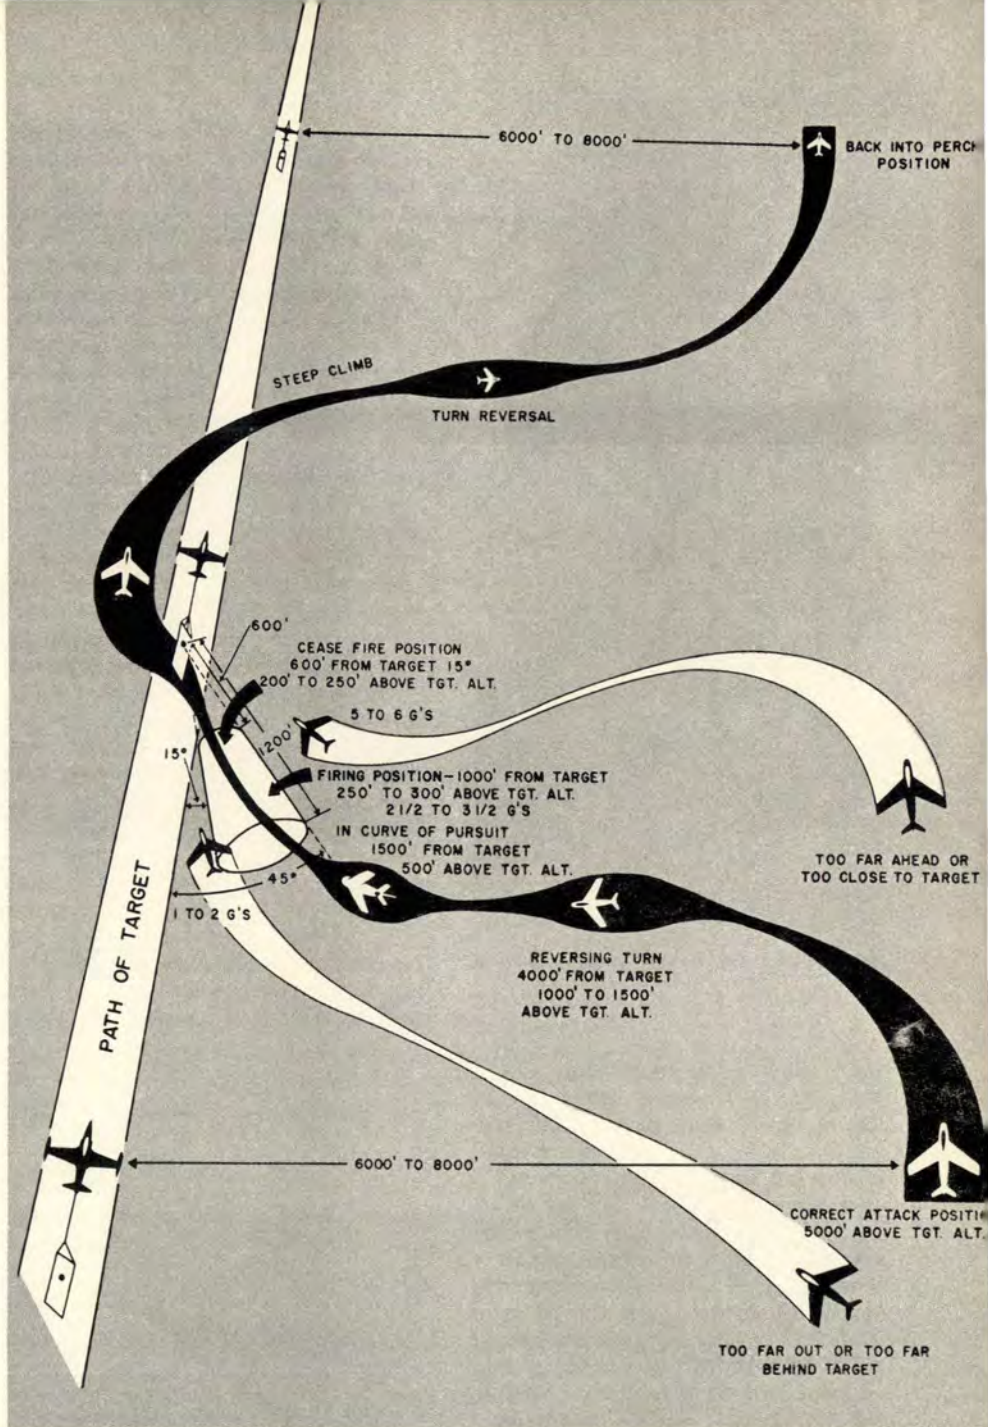 6000' TO 8000'
BACK INTO PERCH
POSITION
STEEP CLIMB
TURN REVERSAL
600'
CEASE FIRE POSITION
600' FROM TARGET 15°
200' TO 250' ABOVE TGT. ALT.
5 TO 6 G'S
1200'
15°
FIRING POSITION-1000' FROM TARGET
250' TO 300' ABOVE TGT. ALT.
2 1/2 TO 3 1/2 G'S
IN CURVE OF PURSUIT
1500' FROM TARGET
500' ABOVE TGT. ALT.
45°
1 TO 2 G'S
TOO FAR AHEAD OR
TOO CLOSE TO TARGET
PATH OF TARGET
REVERSING TURN
4000' FROM TARGET
1000' TO 1500'
ABOVE TGT. ALT.
6000' TO 8000'
CORRECT ATTACK POSITI
5000' ABOVE TGT. ALT.
TOO FAR OUT OR TOO FAR
BEHIND TARGET